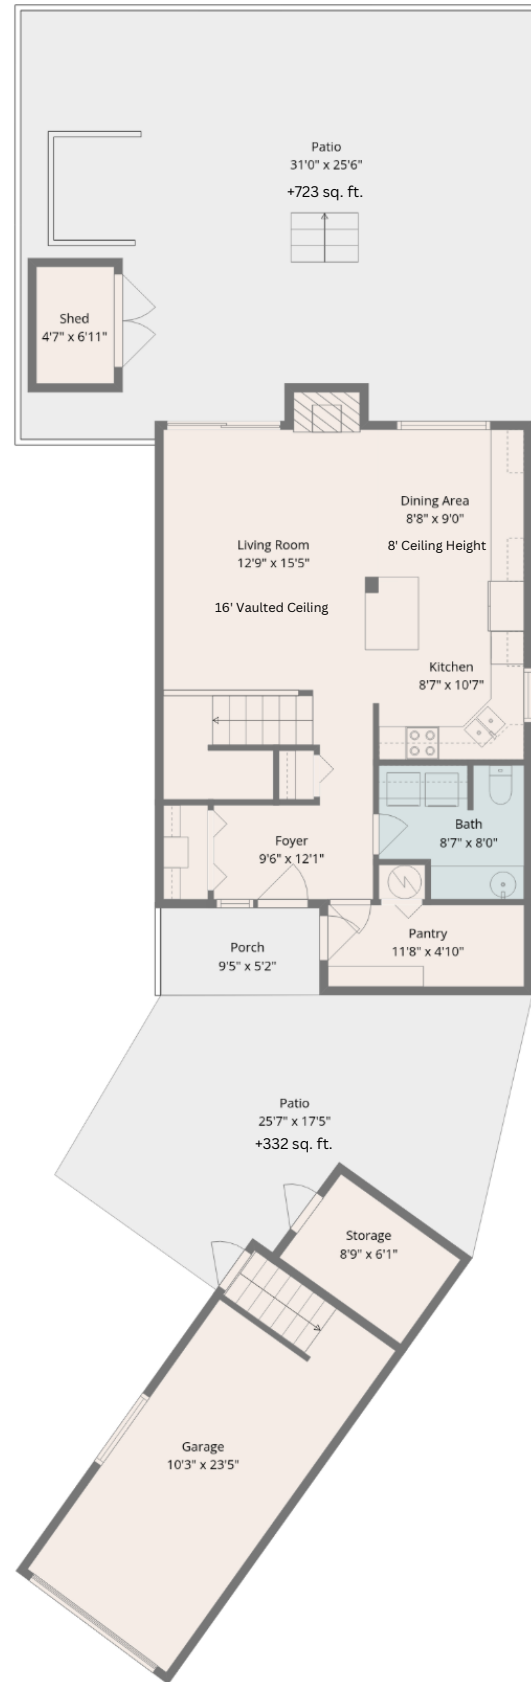 Patio
31'0" x 25'6"
+723 sq. ft.
Shed
4'7" x 6'11"
Dining Area
8'8" x 9'0"
8' Ceiling Height
Living Room
12'9" x 15'5"
16' Vaulted Ceiling
Kitchen
8'7" x 10'7"
Bath
8'7" x 8'0"
Foyer
9'6" x 12'1"
Pantry
11'8" x 4'10"
Porch
9'5" x 5'2"
Patio
25'7" x 17'5"
+332 sq. ft.
Storage
8'9" x 6'1"
Garage
10'3" x 23'5"